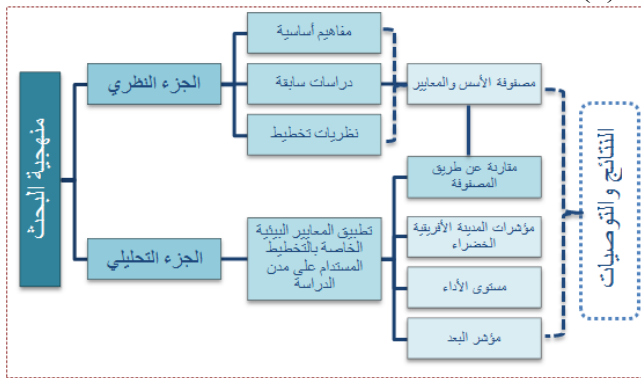 منهجية البحث
الجزء النظري
مفاهيم أساسية
دراسات سابقة
نظريات تخطيط
مصفوفة الأسس والمعايير
الجزء التحليلي
تطبيق المعايير البيئية
الخاصة بالتخطيط
المستدام على مدن
الدراسة
مقارنة عن طريق
المصفوفة
مؤشرات المدينة الأفريقية
الخضراء
مستوى الأداء
مؤشر البعد
النتائج والتوصيات